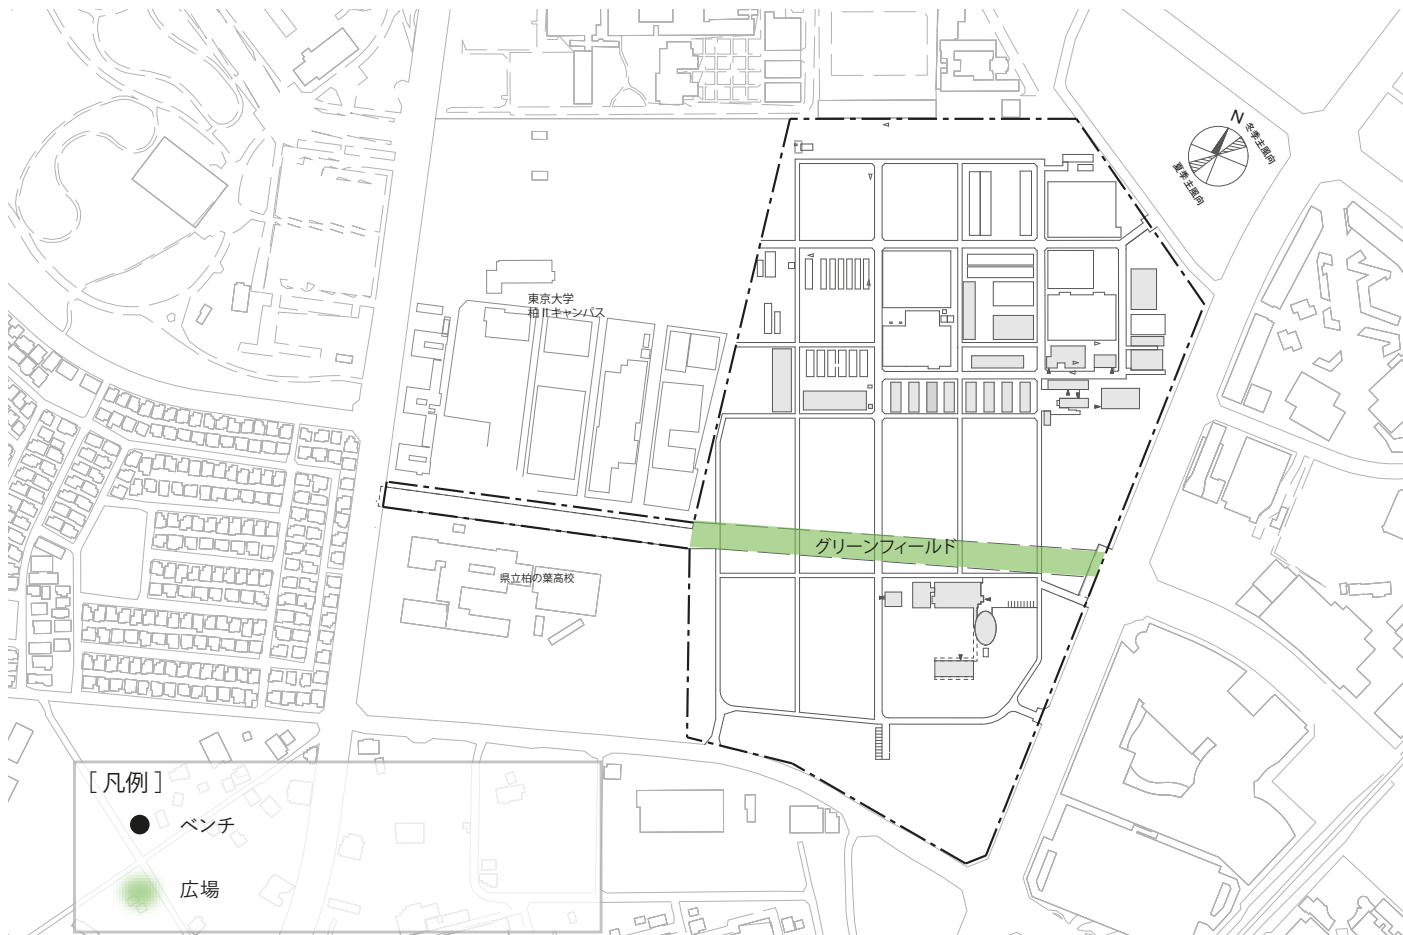 N
冬季主風向
夏季主風向
東京大学
柏Ⅱキャンパス
グリーンフィールド
県立柏の葉高校
［凡例］
ベンチ
広場